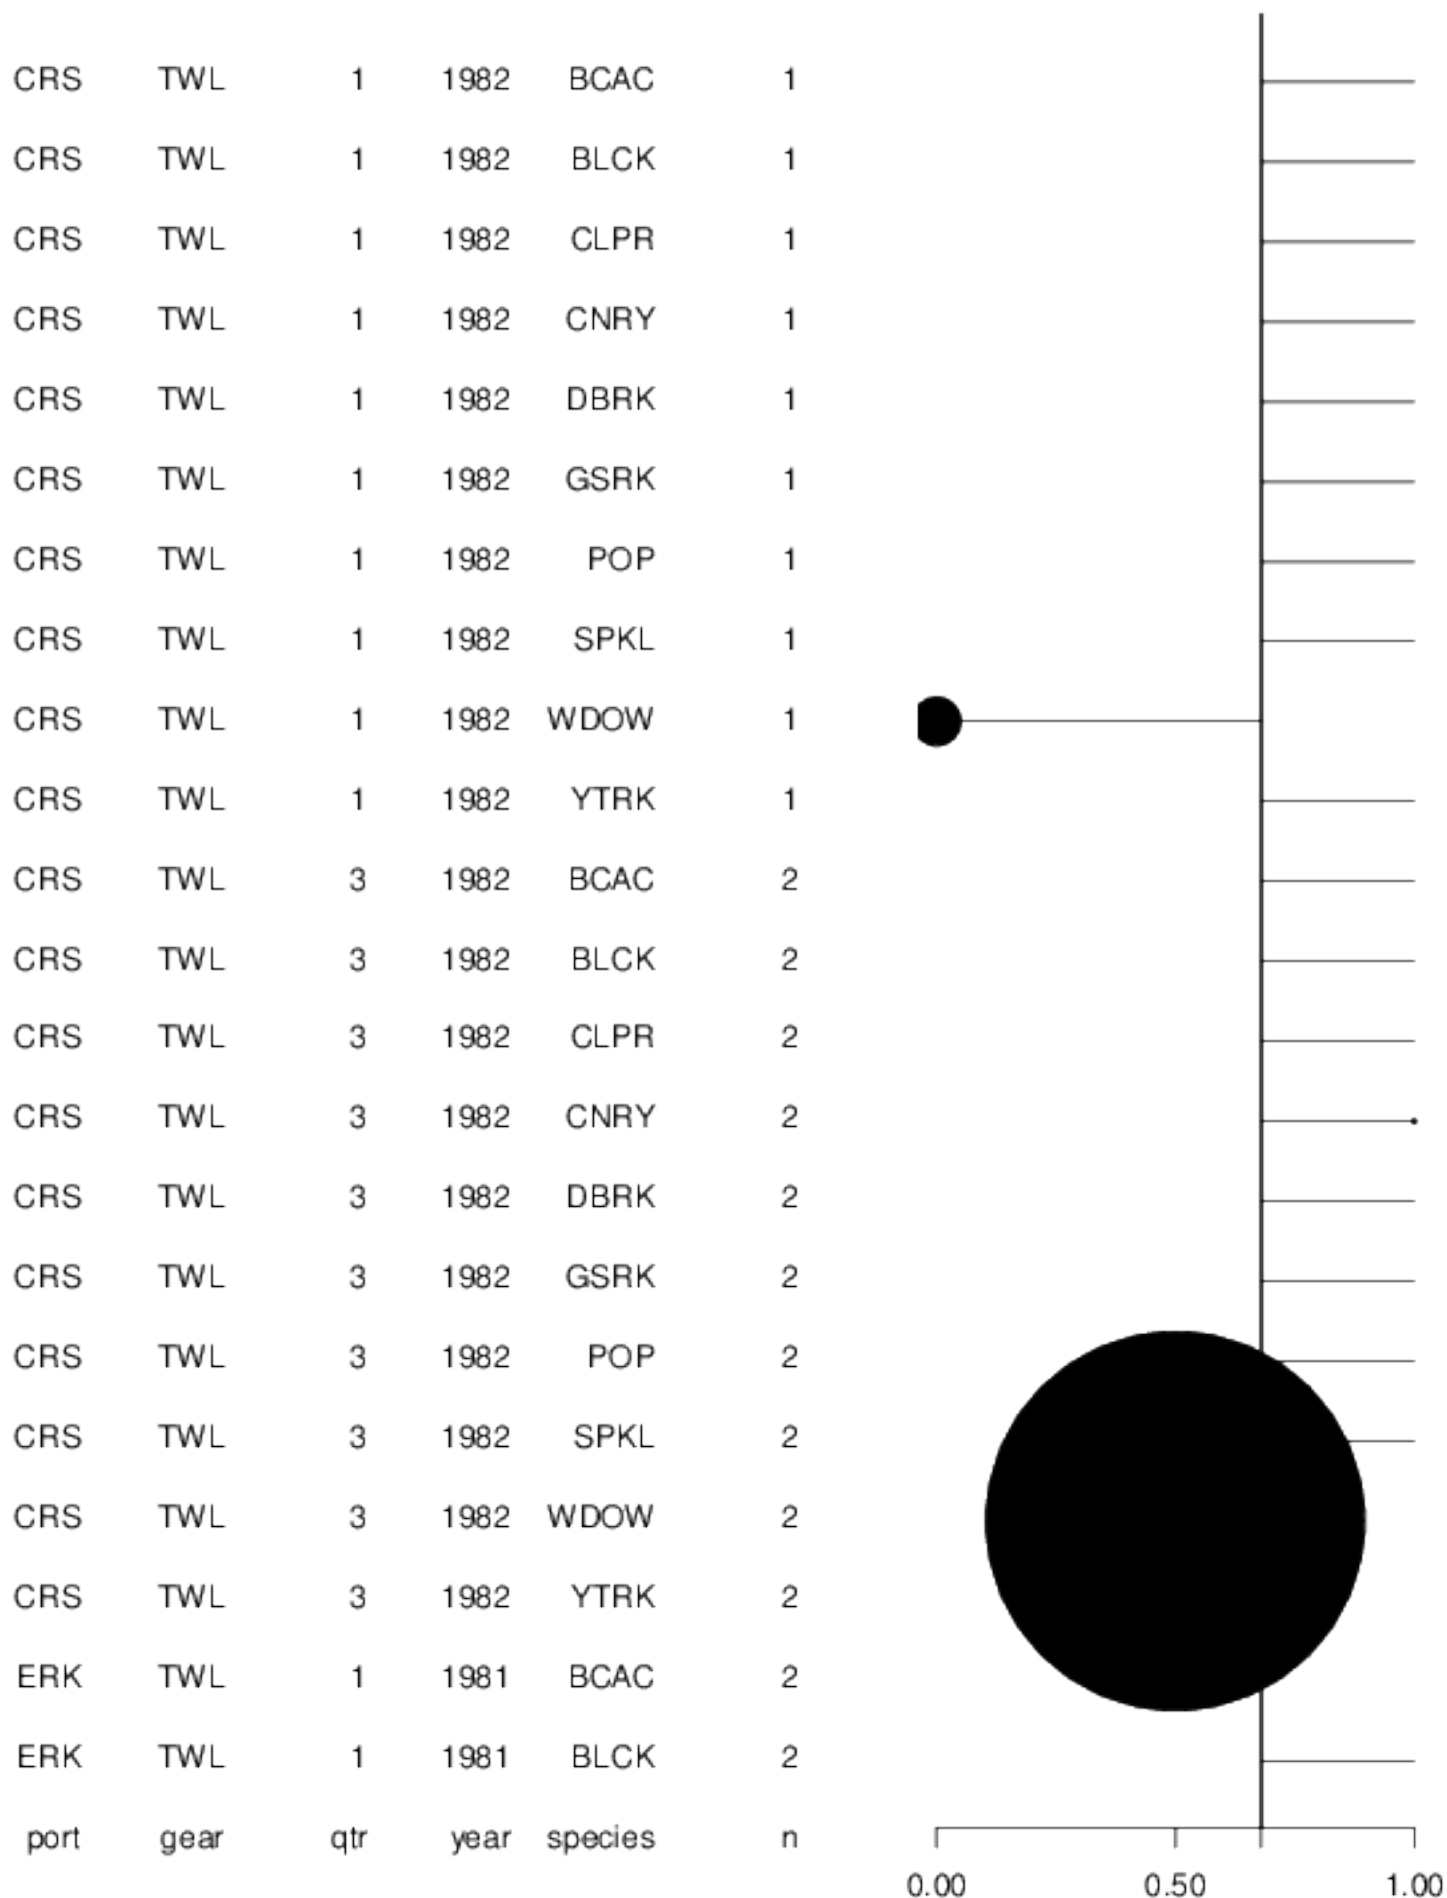 CRS TWL 1 1982 BCAC 1
CRS TWL 1 1982 BLCK 1
CRS TWL 1 1982 CLPR 1
CRS TWL 1 1982 CNRY 1
CRS TWL 1 1982 DBRK 1
CRS TWL 1 1982 GSRK 1
CRS TWL 1 1982 POP 1
CRS TWL 1 1982 SPKL 1
CRS TWL 1 1982 WDOW 1
CRS TWL 1 1982 YTRK 1
CRS TWL 3 1982 BCAC 2
CRS TWL 3 1982 BLCK 2
CRS TWL 3 1982 CLPR 2
CRS TWL 3 1982 CNRY 2
CRS TWL 3 1982 DBRK 2
CRS TWL 3 1982 GSRK 2
CRS TWL 3 1982 POP 2
CRS TWL 3 1982 SPKL 2
CRS TWL 3 1982 WDOW 2
CRS TWL 3 1982 YTRK 2
ERK TWL 1 1981 BCAC 2
ERK TWL 1 1981 BLCK 2
port gear qtr year species n
0.00 0.50 1.00